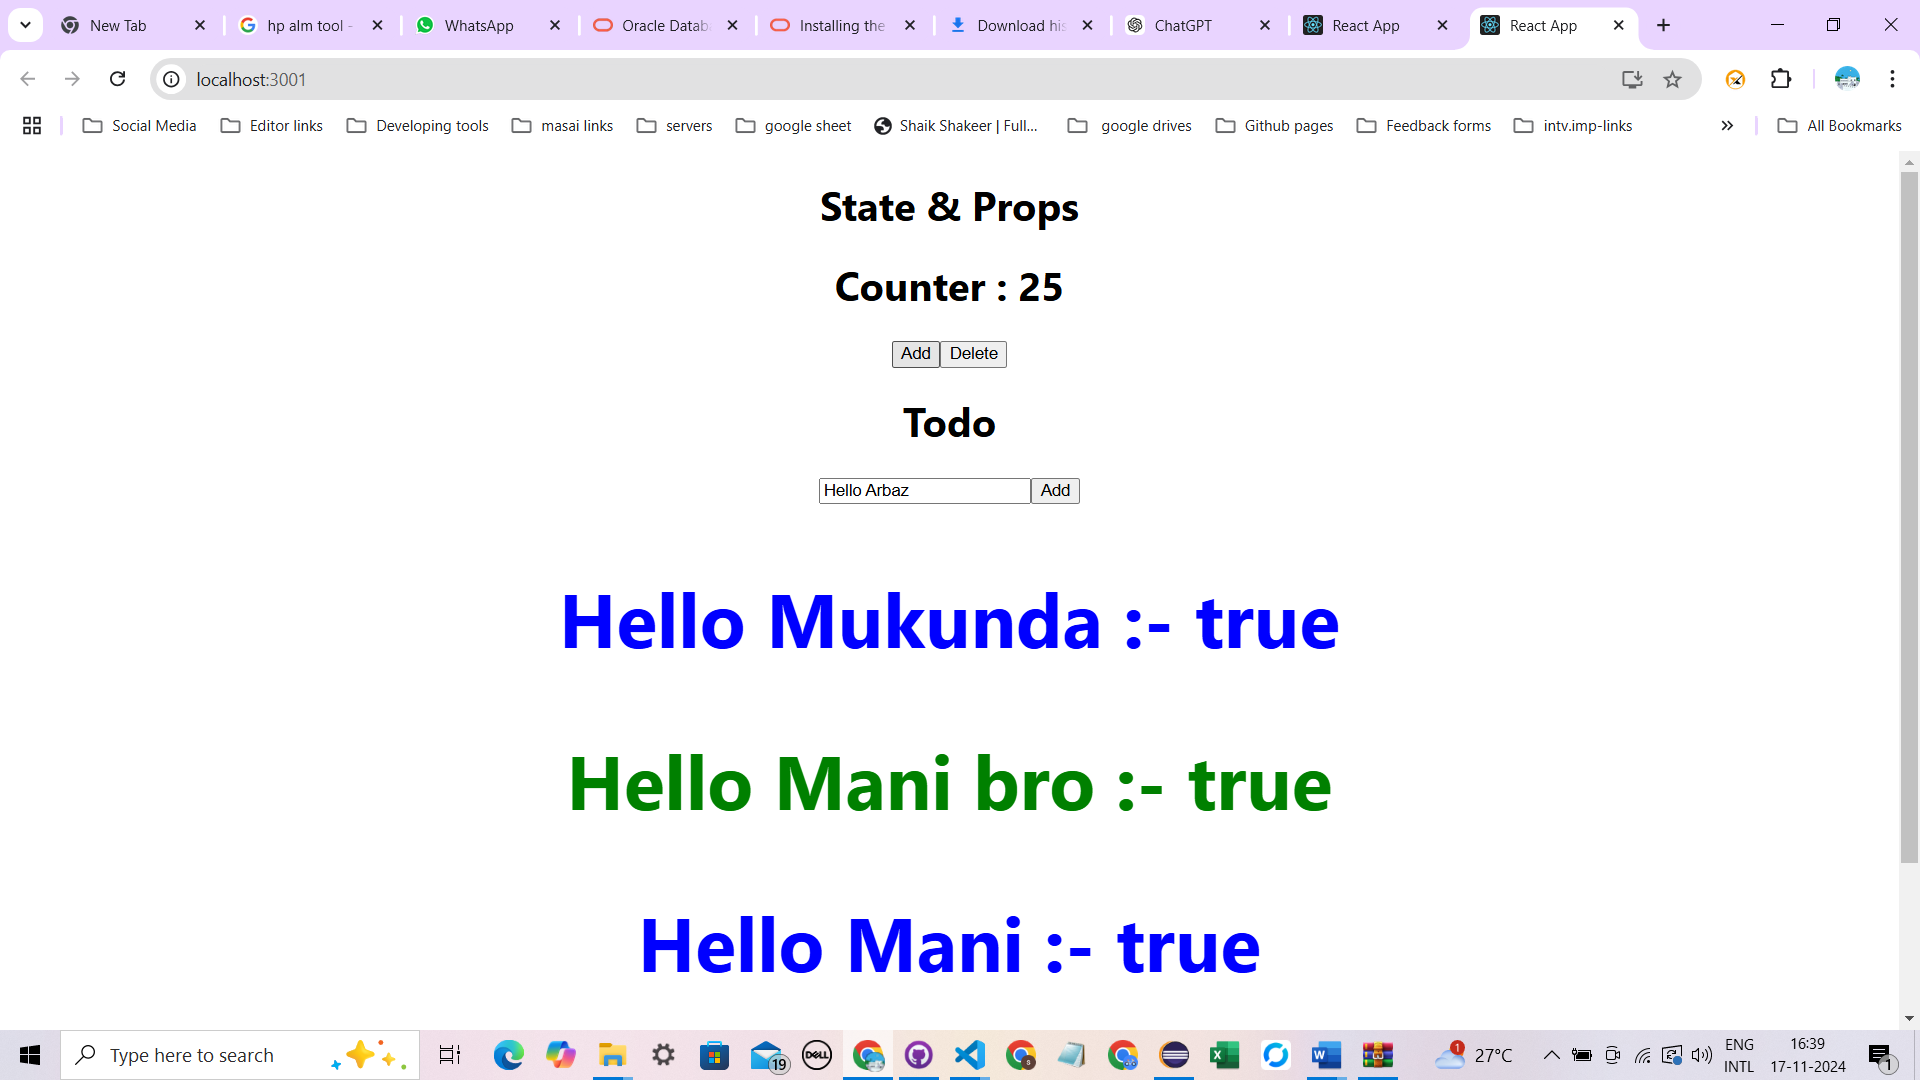 New Tab
hp alm tool -
WhatsApp
Oracle Datab
Installing the
Download his
ChatGPT
React App
React App
localhost:3001
Social Media
Editor links
Developing tools
masai links
servers
google sheet
Shaik Shakeer | Full...
google drives
Github pages
Feedback forms
intv.imp-links
All Bookmarks
State & Props
Counter : 25
Add Delete
Todo
Hello Arbaz Add
Hello Mukunda :- true
Hello Mani bro :- true
Hello Mani :- true
Type here to search
19
DELL
1
27°C
ENG
INTL
16:39
17-11-2024
1